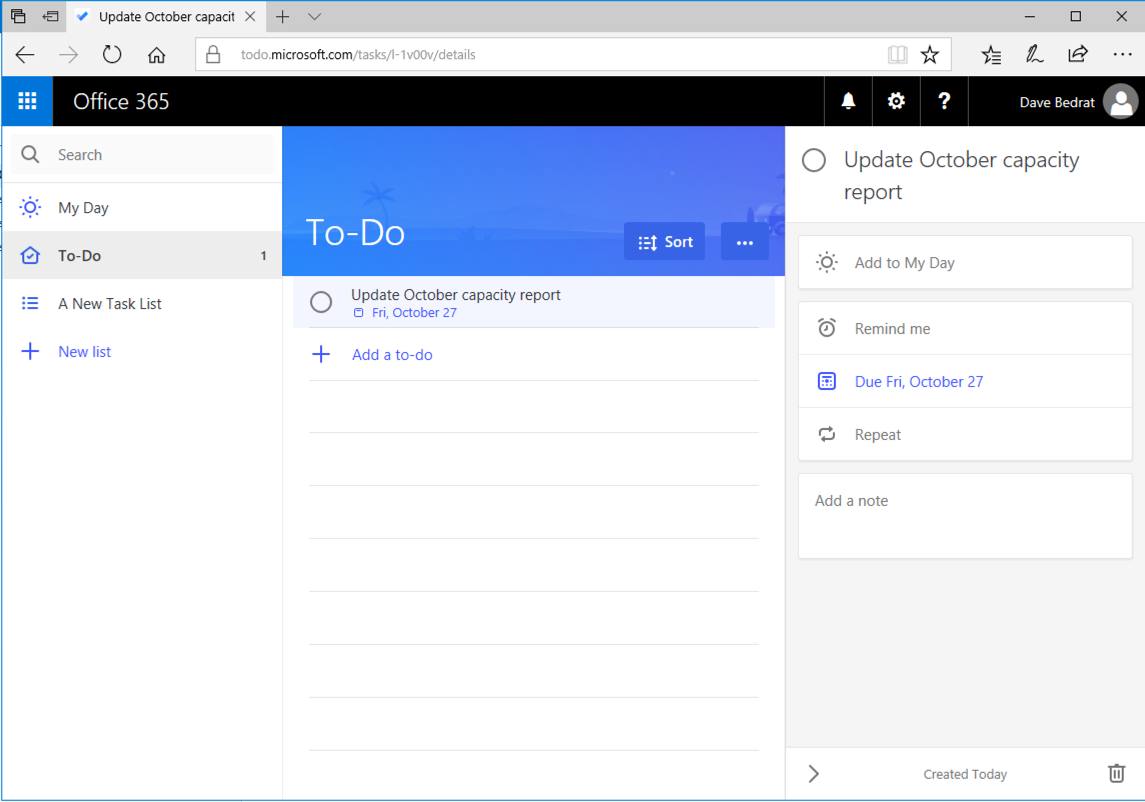 Update October capacit
todo.microsoft.com/tasks/l-1v00v/details
Office 365
?
Dave Bedrat
Search
My Day
To-Do
1
A New Task List
New list
To-Do
Sort
Update October capacity report
Fri, October 27
Add a to-do
Update October capacity
report
Add to My Day
Remind me
Due Fri, October 27
Repeat
Add a note
Created Today